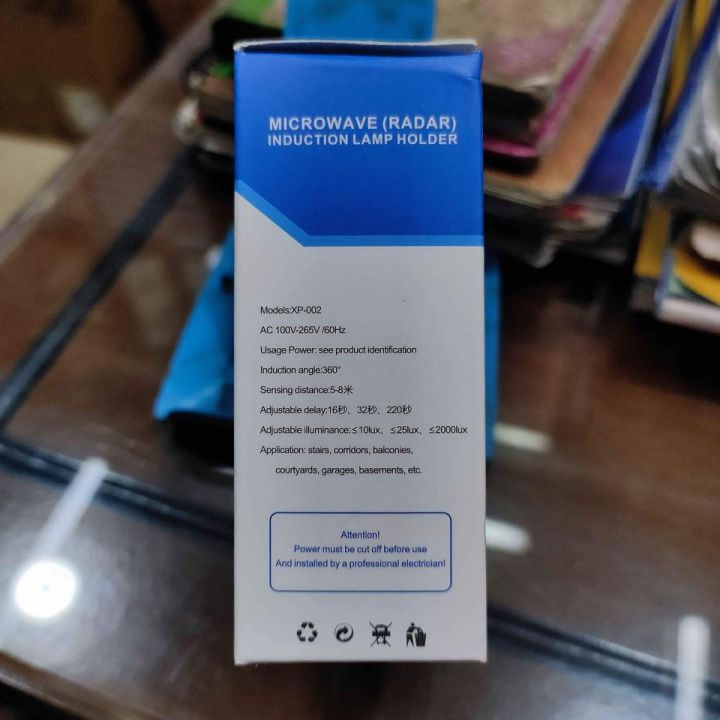 MICROWAVE (RADAR)
INDUCTION LAMP HOLDER
Models:XP-002
AC 100V-265V /60Hz
Usage Power: see product identification
Induction angle:360°
Sensing distance:5-8米
Adjustable delay:16秒、32秒、220秒
Adjustable illuminance:≤10lux、≤25lux、≤2000lux
Application: stairs, corridors, balconies,
courtyards, garages, basements, etc.
Attention!
Power must be cut off before use
And installed by a professional electrician!